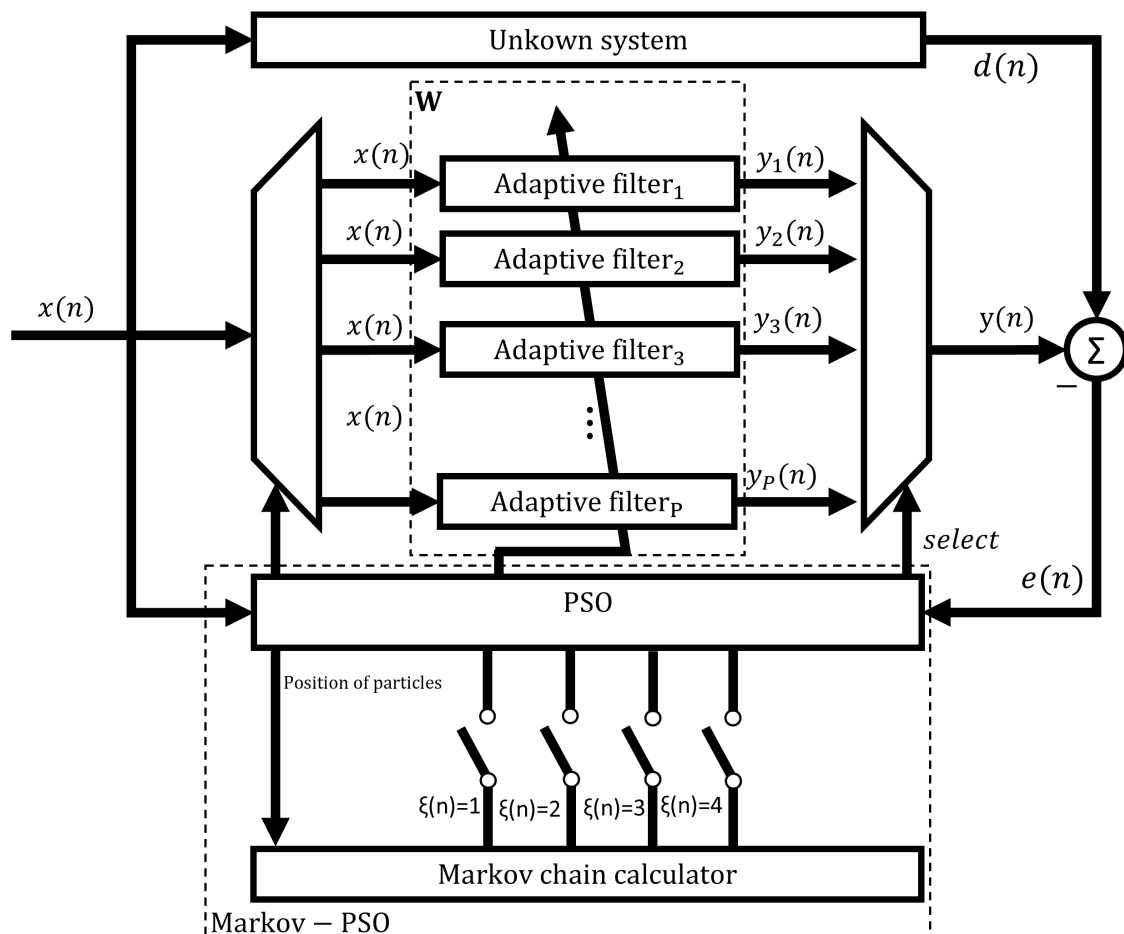 Unkown system
d(n)
W
x(n)
Adaptive filter₁
y₁(n)
x(n)
Adaptive filter₂
y₂(n)
x(n)
x(n)
Adaptive filter₃
y₃(n)
y(n)
Σ
−
x(n)
⋮
Adaptive filter_P
y_P(n)
select
e(n)
PSO
Position of particles
ξ(n)=1
ξ(n)=2
ξ(n)=3
ξ(n)=4
Markov chain calculator
Markov − PSO